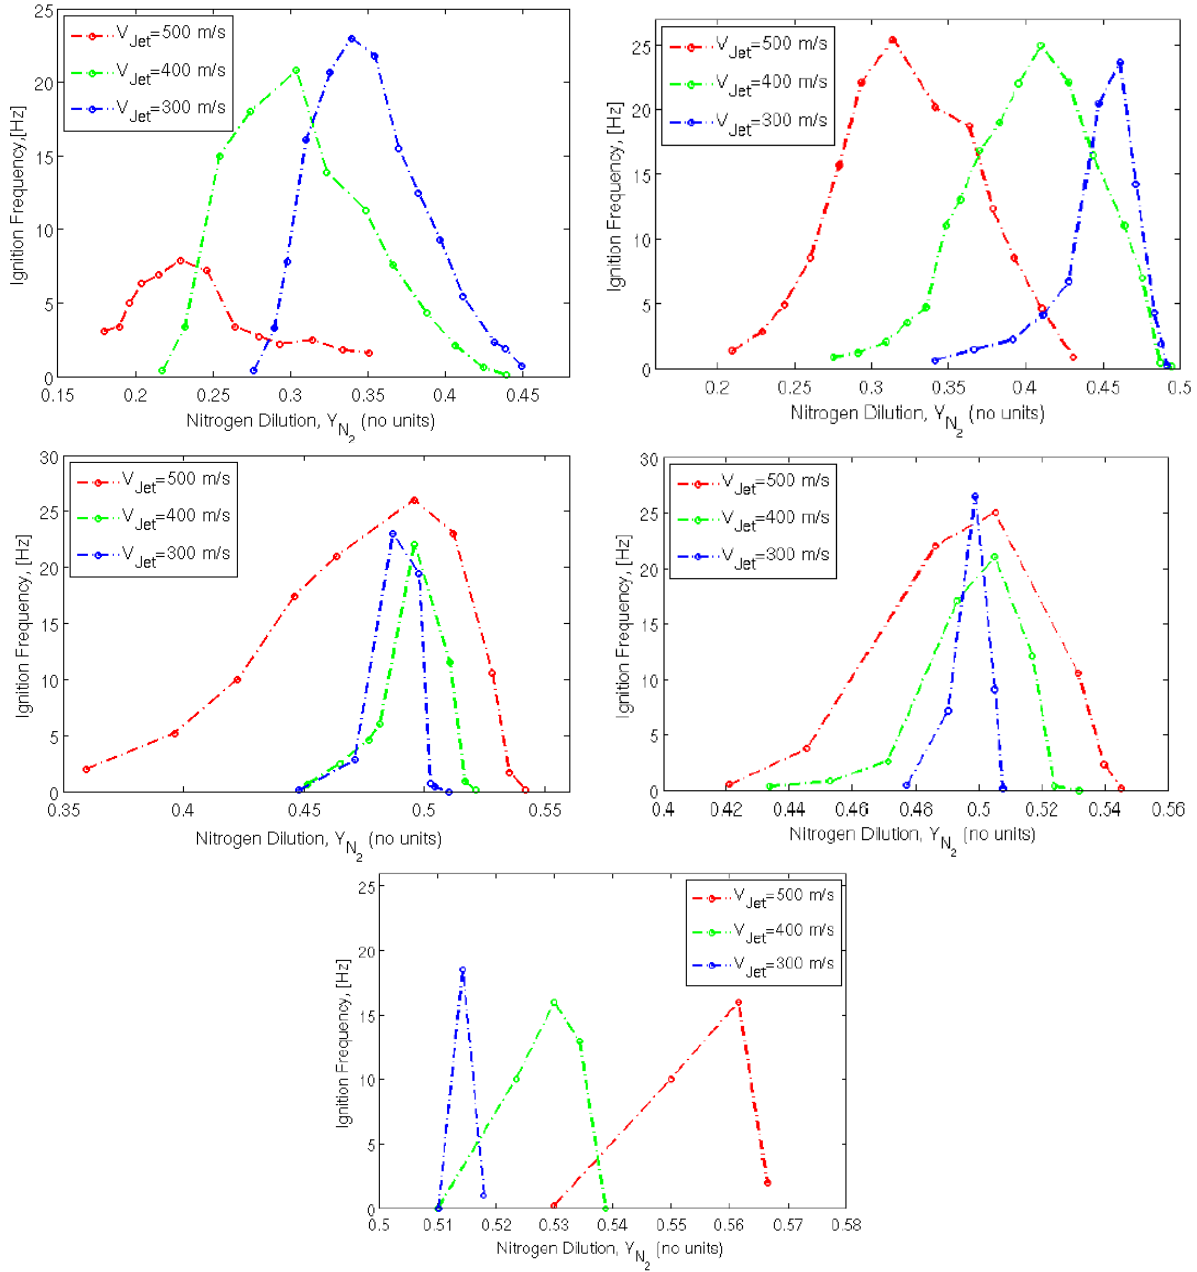 25
20
15
10
5
0
Ignition Frequency,[Hz]
V_Jet=500 m/s
V_Jet=400 m/s
V_Jet=300 m/s
0.15 0.2 0.25 0.3 0.35 0.4 0.45
Nitrogen Dilution, Y_N_2 (no units)
25
20
15
10
5
0
Ignition Frequency, [Hz]
V_Jet=500 m/s
V_Jet=400 m/s
V_Jet=300 m/s
0.2 0.25 0.3 0.35 0.4 0.45 0.5
Nitrogen Dilution, Y_N_2 (no units)
30
25
20
15
10
5
0
Ignition Frequency, [Hz]
V_Jet=500 m/s
V_Jet=400 m/s
V_Jet=300 m/s
0.35 0.4 0.45 0.5 0.55
Nitrogen Dilution, Y_N_2 (no units)
30
25
20
15
10
5
0
Ignition Frequency, [Hz]
V_Jet=500 m/s
V_Jet=400 m/s
V_Jet=300 m/s
0.4 0.42 0.44 0.46 0.48 0.5 0.52 0.54 0.56
Nitrogen Dilution, Y_N_2 (no units)
25
20
15
10
5
0
Ignition Frequency, [Hz]
V_Jet=500 m/s
V_Jet=400 m/s
V_Jet=300 m/s
0.5 0.51 0.52 0.53 0.54 0.55 0.56 0.57 0.58
Nitrogen Dilution, Y_N_2 (no units)